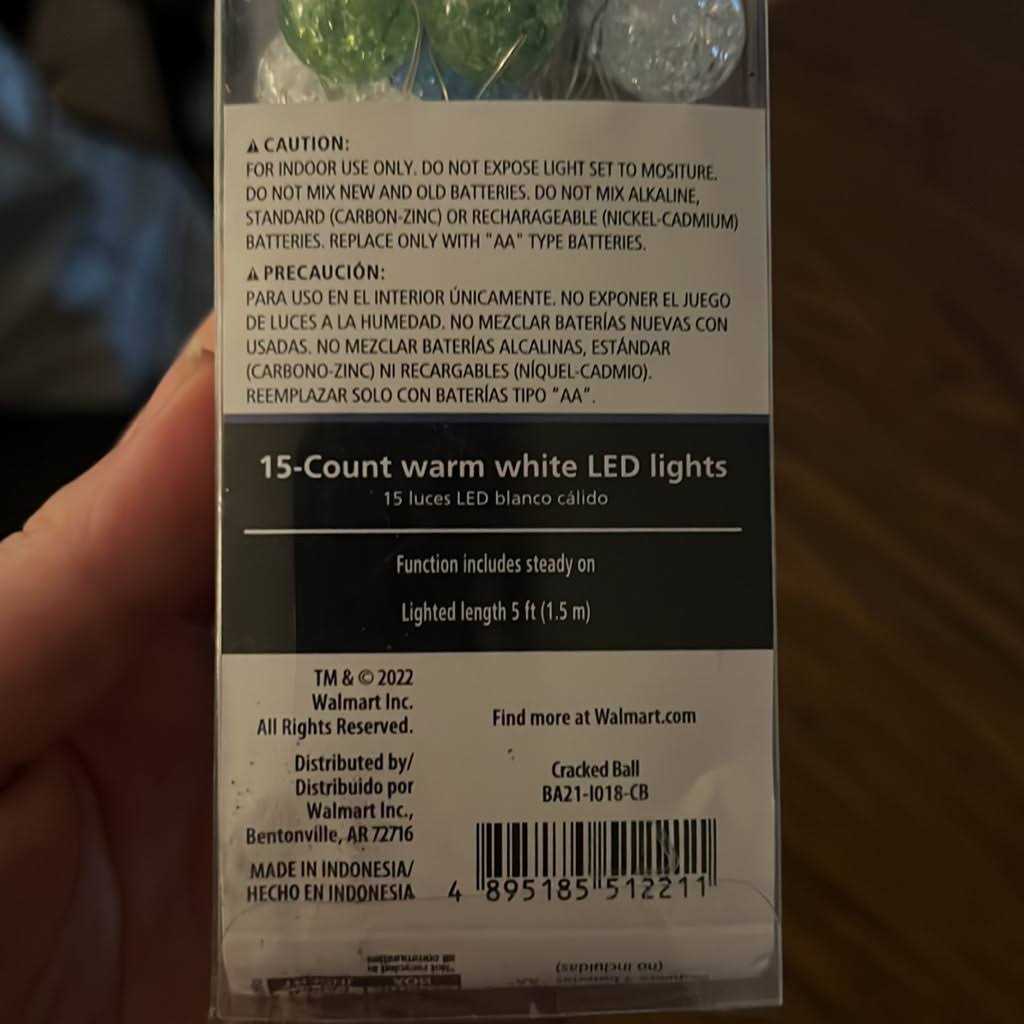 ⚠ CAUTION:
FOR INDOOR USE ONLY. DO NOT EXPOSE LIGHT SET TO MOSITURE.
DO NOT MIX NEW AND OLD BATTERIES. DO NOT MIX ALKALINE,
STANDARD (CARBON-ZINC) OR RECHARAGEABLE (NICKEL-CADMIUM)
BATTERIES. REPLACE ONLY WITH "AA" TYPE BATTERIES.
⚠ PRECAUCIÓN:
PARA USO EN EL INTERIOR ÚNICAMENTE. NO EXPONER EL JUEGO
DE LUCES A LA HUMEDAD. NO MEZCLAR BATERÍAS NUEVAS CON
USADAS. NO MEZCLAR BATERÍAS ALCALINAS, ESTÁNDAR
(CARBONO-ZINC) NI RECARGABLES (NÍQUEL-CADMIO).
REEMPLAZAR SOLO CON BATERÍAS TIPO "AA".
15-Count warm white LED lights
15 luces LED blanco cálido
Function includes steady on
Lighted length 5 ft (1.5 m)
TM & © 2022
Walmart Inc.
All Rights Reserved.
Distributed by/
Distribuido por
Walmart Inc.,
Bentonville, AR 72716
MADE IN INDONESIA/
HECHO EN INDONESIA
Find more at Walmart.com
Cracked Ball
BA21-I018-CB
4 895185 512211
(no incluidas)